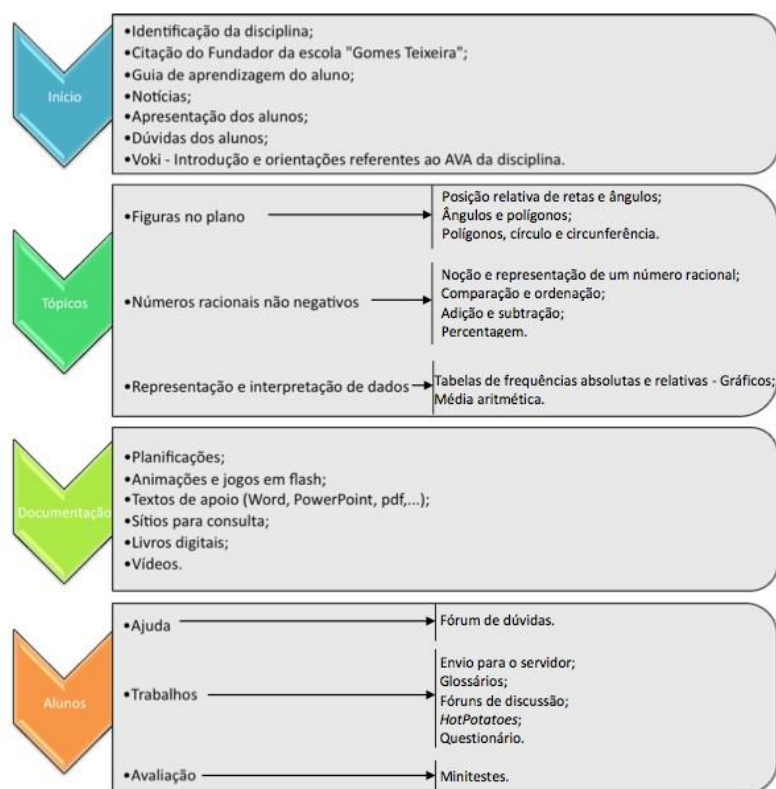 Início
•Identificação da disciplina;
•Citação do Fundador da escola "Gomes Teixeira";
•Guia de aprendizagem do aluno;
•Notícias;
•Apresentação dos alunos;
•Dúvidas dos alunos;
•Voki - Introdução e orientações referentes ao AVA da disciplina.
Tópicos
•Figuras no plano
Posição relativa de retas e ângulos;
Ângulos e polígonos;
Polígonos, círculo e circunferência.
•Números racionais não negativos
Noção e representação de um número racional;
Comparação e ordenação;
Adição e subtração;
Percentagem.
•Representação e interpretação de dados
Tabelas de frequências absolutas e relativas - Gráficos;
Média aritmética.
Documentação
•Planificações;
•Animações e jogos em flash;
•Textos de apoio (Word, PowerPoint, pdf,...);
•Sítios para consulta;
•Livros digitais;
•Vídeos.
Alunos
•Ajuda
Fórum de dúvidas.
•Trabalhos
Envio para o servidor;
Glossários;
Fóruns de discussão;
HotPotatoes;
Questionário.
•Avaliação
Minitestes.